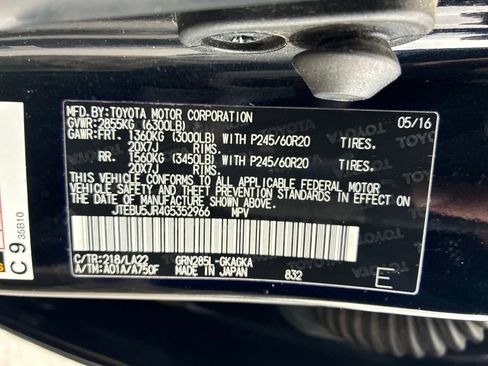 MFD.BY:TOYOTA MOTOR CORPORATION 05/16
GVWR:2855KG (6300LB)
GAWR:FRT. 1360KG (3000LB) WITH P245/60R20 TIRES.
20X7J RIMS.
RR. 1560KG (3450LB) WITH P245/60R20 TIRES.
20X7J RIMS.
THIS VEHICLE CONFORMS TO ALL APPLICABLE FEDERAL MOTOR
VEHICLE SAFETY, AND THEFT PREVENTION STANDARDS IN EFFECT ON
THE DATE OF MANUFACTURE SHOWN ABOVE.
JTEBU5JR4G5352966 MPV
C/TR:218/LA22 GRN285L-GKAGKA
A/TM:A01A/A750F MADE IN JAPAN 832
E
C 9 35B10